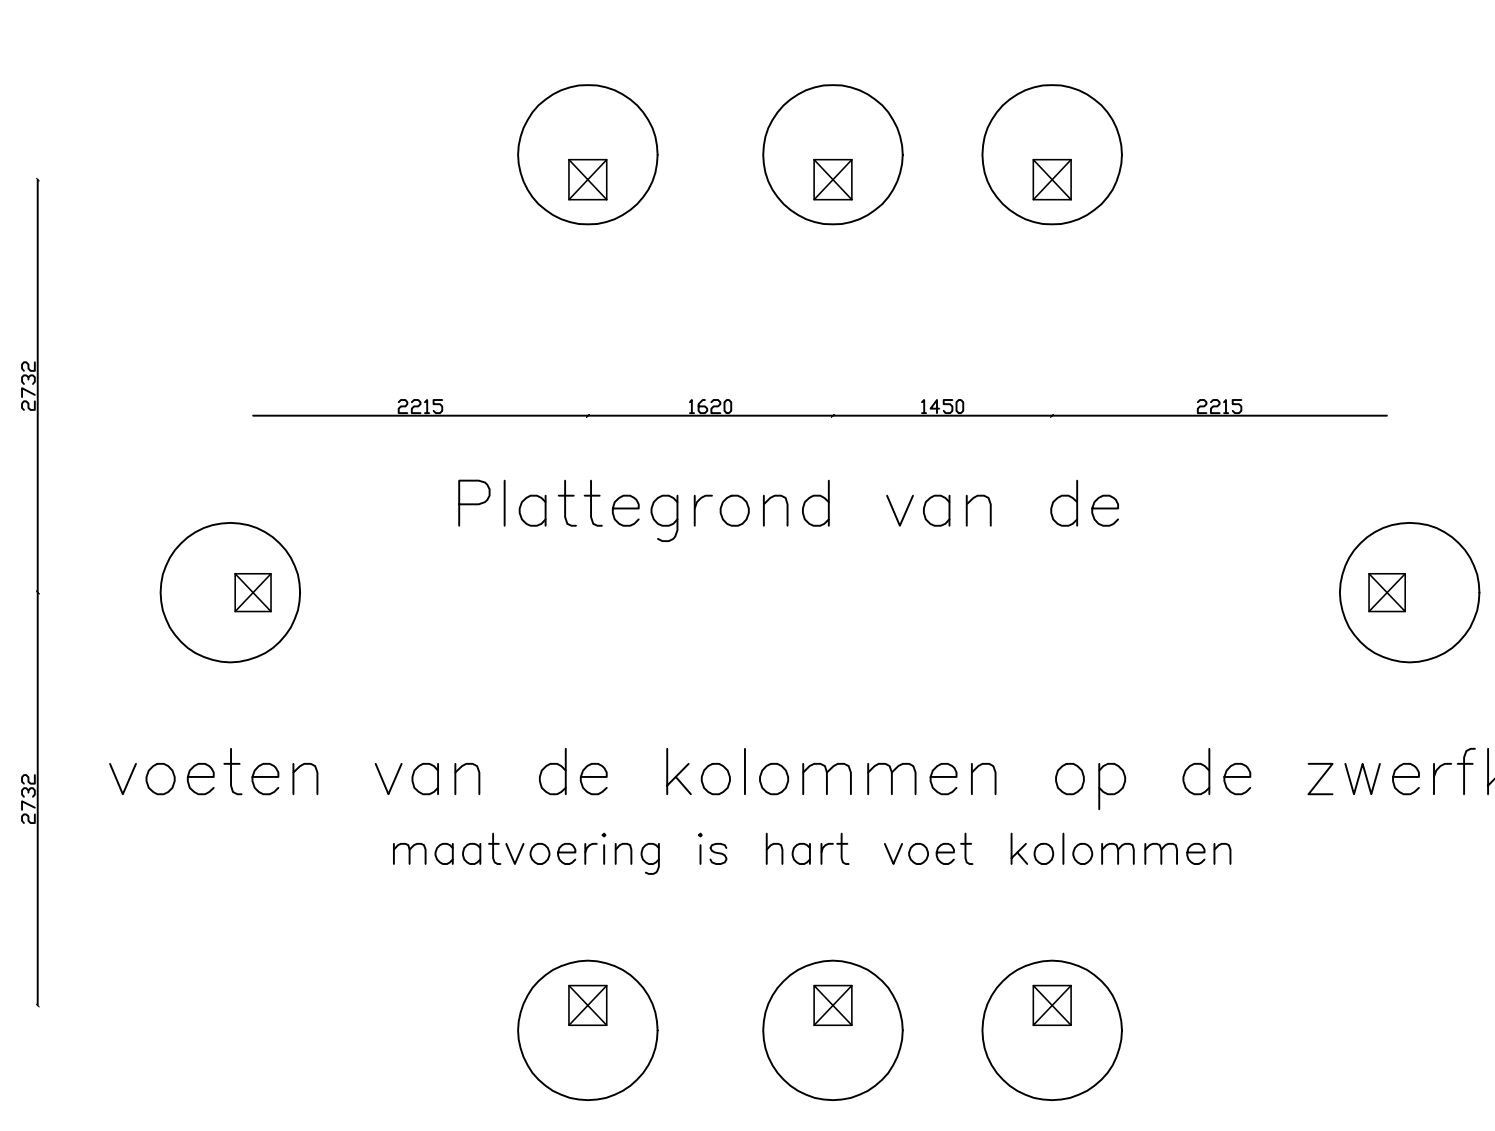 2732
2215 1620 1450 2215
Plattegrond van de
voeten van de kolommen op de
2732
maatvoering is hart voet kolommen